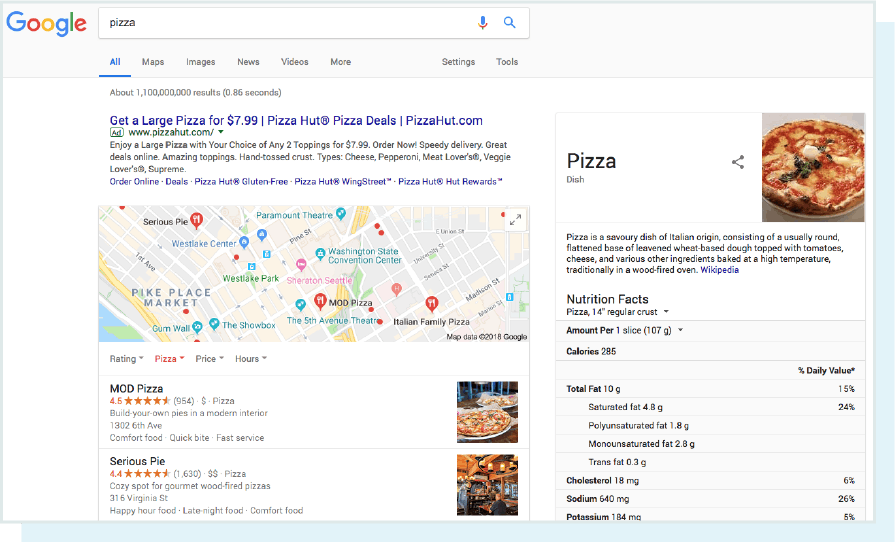 Google
pizza
All Maps Images News Videos More Settings Tools
About 1,100,000,000 results (0.86 seconds)
Get a Large Pizza for $7.99 | Pizza Hut® Pizza Deals | PizzaHut.com
Ad www.pizzahut.com/
Enjoy a Large Pizza with Your Choice of Any 2 Toppings for $7.99. Order Now! Speedy delivery. Great
deals online. Amazing toppings. Hand-tossed crust. Types: Cheese, Pepperoni, Meat Lover's®, Veggie
Lover's®, Supreme.
Order Online · Deals · Pizza Hut® Gluten-Free · Pizza Hut® WingStreet™ · Pizza Hut® Hut Rewards™
Serious Pie
Paramount Theatre
Westlake Center
Pine St
E Union St
Washington State
Convention Center
University St
Seneca St
1st Ave
Westlake Park
Sheraton Seattle
PIKE PLACE
MARKET
MOD Pizza
Madison St
Marion St
Gum Wall
The Showbox
The 5th Avenue Theatre
Italian Family Pizza
Map data ©2018 Google
Rating Pizza Price Hours
MOD Pizza
4.5 (954) · $ · Pizza
Build-your-own pies in a modern interior
1302 6th Ave
Comfort food · Quick bite · Fast service
Serious Pie
4.4 (1,630) · $$ · Pizza
Cozy spot for gourmet wood-fired pizzas
316 Virginia St
Happy hour food · Late-night food · Comfort food
Pizza
Dish
Pizza is a savoury dish of Italian origin, consisting of a usually round,
flattened base of leavened wheat-based dough topped with tomatoes,
cheese, and various other ingredients baked at a high temperature,
traditionally in a wood-fired oven. Wikipedia
Nutrition Facts
Pizza, 14" regular crust
Amount Per 1 slice (107 g)
Calories 285
% Daily Value*
Total Fat 10 g 15%
Saturated fat 4.8 g 24%
Polyunsaturated fat 1.8 g
Monounsaturated fat 2.8 g
Trans fat 0.3 g
Cholesterol 18 mg 6%
Sodium 640 mg 26%
Potassium 184 mg 5%